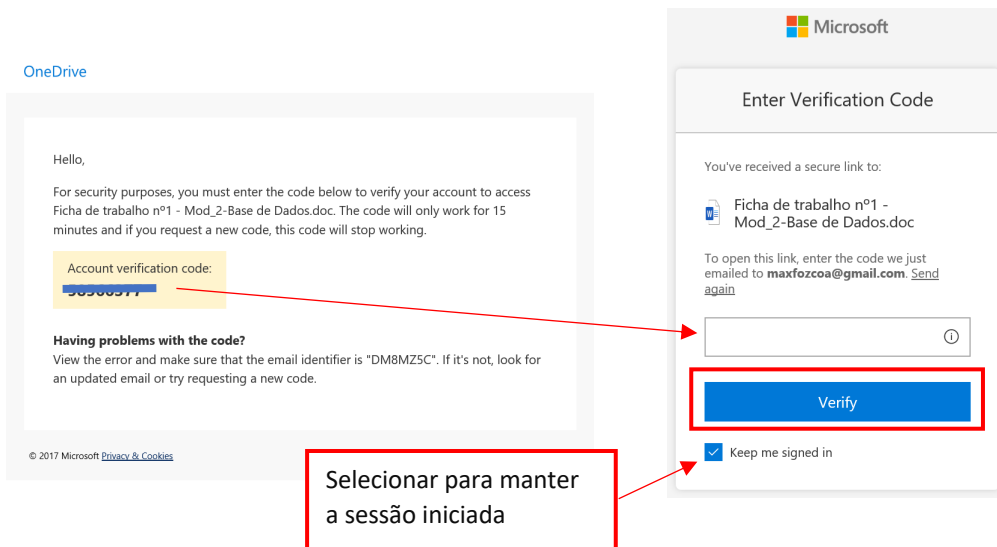 OneDrive
Hello,
For security purposes, you must enter the code below to verify your account to access
Ficha de trabalho nº1 - Mod_2-Base de Dados.doc. The code will only work for 15
minutes and if you request a new code, this code will stop working.
Account verification code:
Having problems with the code?
View the error and make sure that the email identifier is "DM8MZ5C". If it's not, look for
an updated email or try requesting a new code.
© 2017 Microsoft Privacy & Cookies
Selecionar para manter
a sessão iniciada
Microsoft
Enter Verification Code
You've received a secure link to:
Ficha de trabalho nº1 -
Mod_2-Base de Dados.doc
To open this link, enter the code we just
emailed to maxfozcoa@gmail.com. Send
again
Verify
Keep me signed in